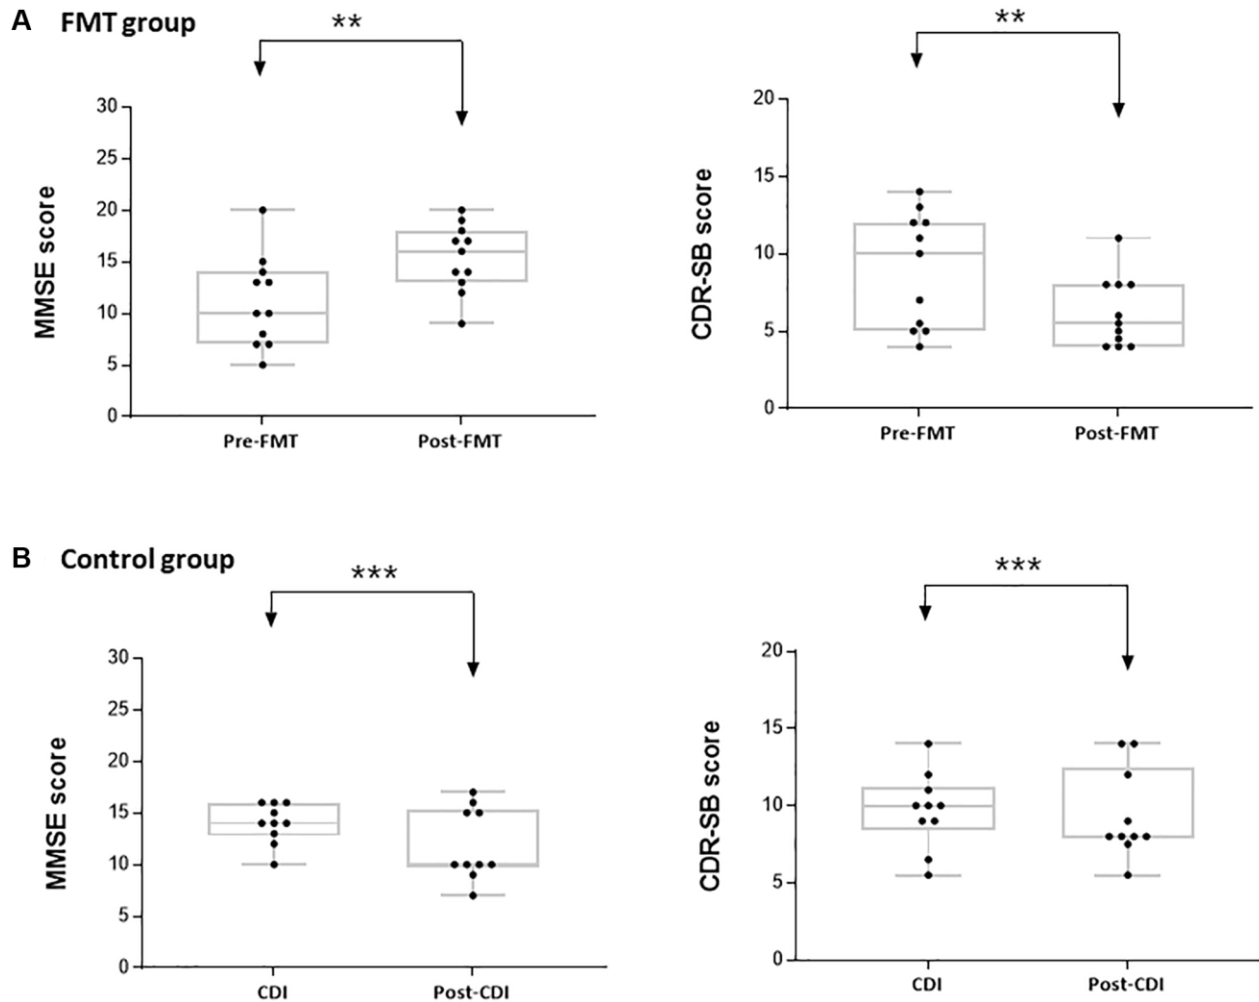 A FMT group
**
**
MMSE score
30
25
20
15
10
5
0
Pre-FMT Post-FMT
CDR-SB score
20
15
10
5
0
Pre-FMT Post-FMT
B Control group
***
***
MMSE score
30
25
20
15
10
5
0
CDI Post-CDI
CDR-SB score
20
15
10
5
0
CDI Post-CDI